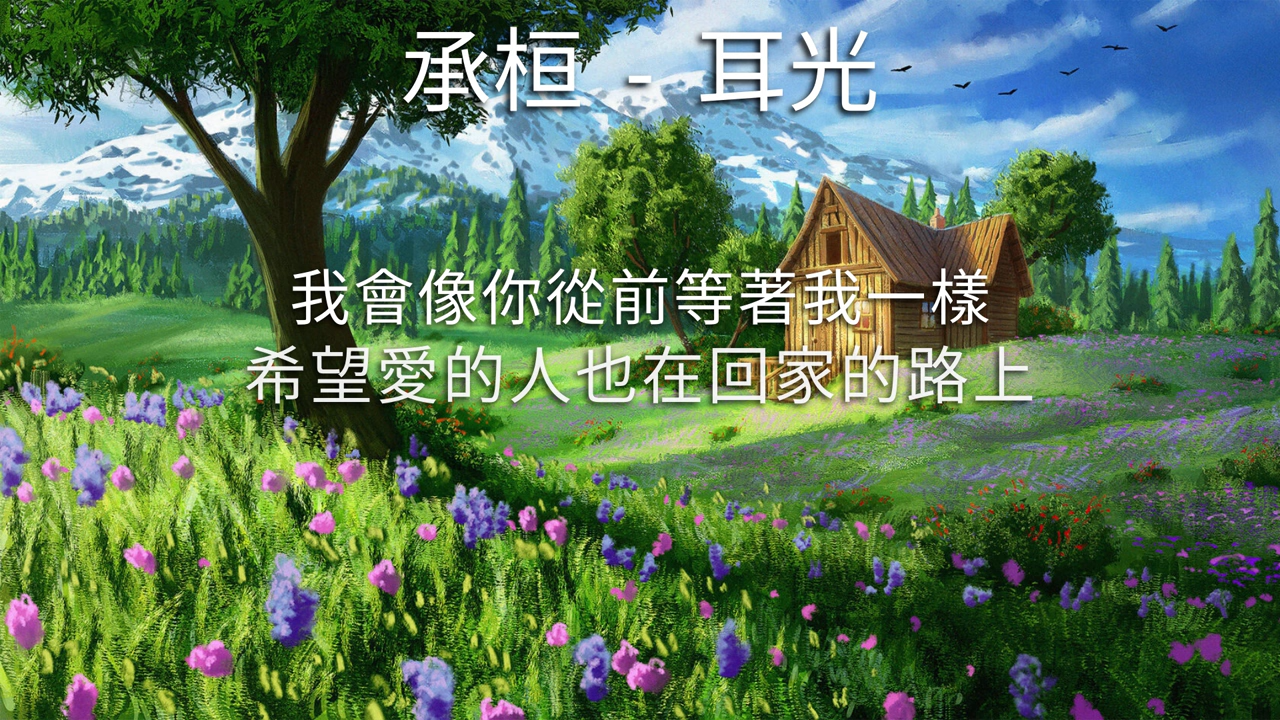 承桓 - 耳光
我會像你從前等著我一樣
希望愛的人也在回家的路上